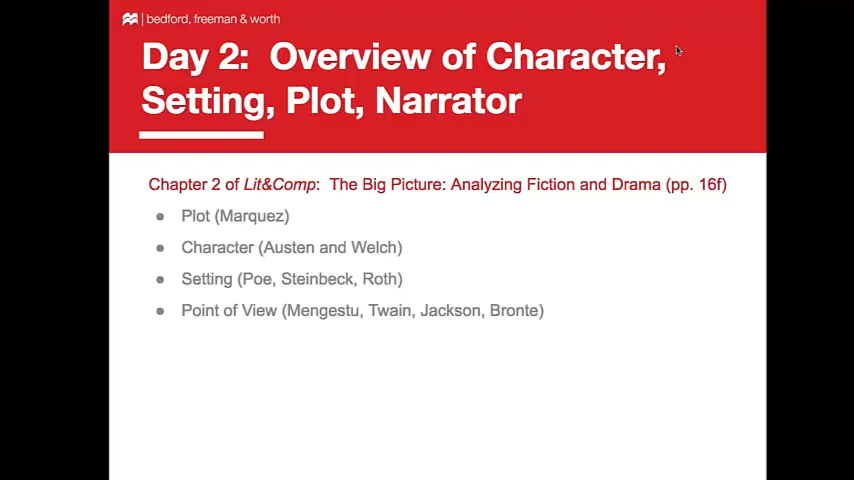 bedford, freeman & worth
Day 2: Overview of Character,
Setting, Plot, Narrator
Chapter 2 of Lit&Comp: The Big Picture: Analyzing Fiction and Drama (pp. 16f)
● Plot (Marquez)
● Character (Austen and Welch)
● Setting (Poe, Steinbeck, Roth)
● Point of View (Mengestu, Twain, Jackson, Bronte)